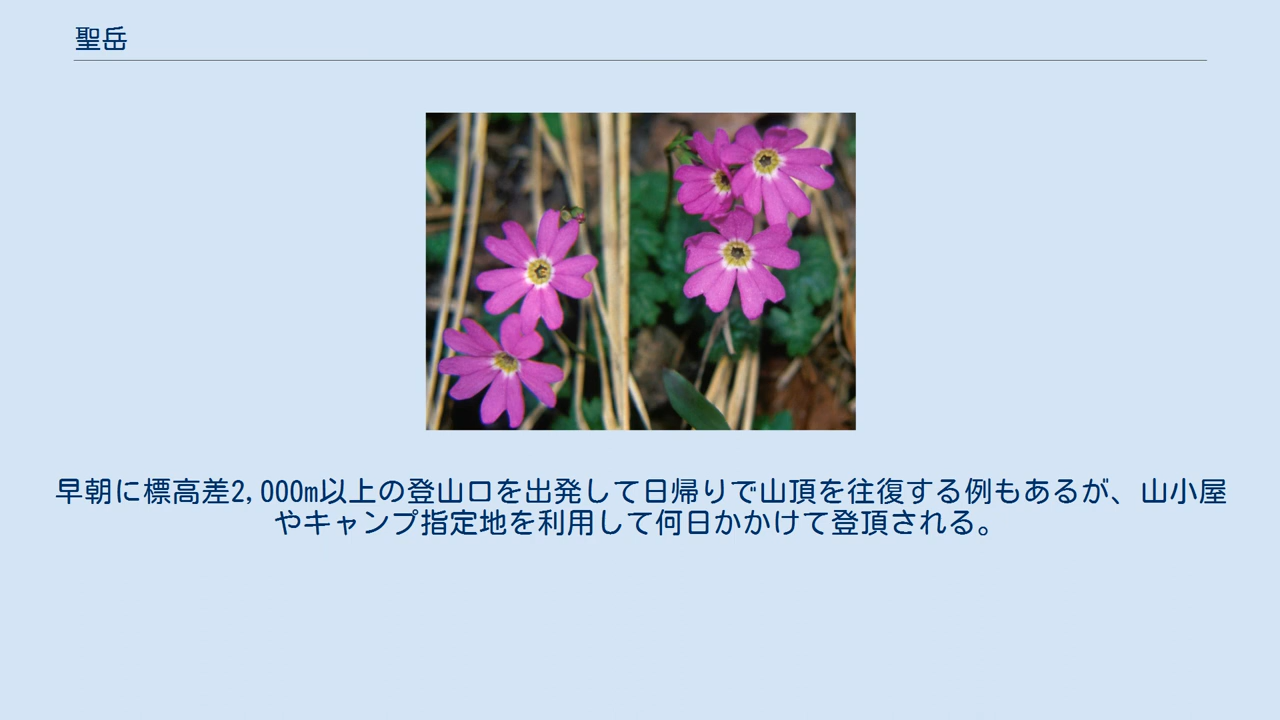 聖岳
早朝に標高差2,000m以上の登山口を出発して日帰りで山頂を往復する例もあるが、山小屋
やキャンプ指定地を利用して何日かかけて登頂される。